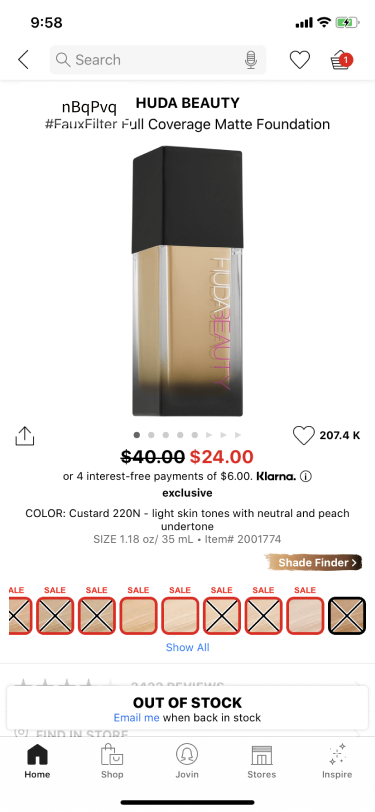 9:58
Search
1
nBqPvq
HUDA BEAUTY
#FauxFilter Full Coverage Matte Foundation
HUDABEAUTY
207.4 K
$40.00 $24.00
or 4 interest-free payments of $6.00. Klarna.
exclusive
COLOR: Custard 220N - light skin tones with neutral and peach
undertone
SIZE 1.18 oz/ 35 mL • Item# 2001774
Shade Finder
ALE SALE SALE SALE SALE SALE SALE SALE
Show All
REVIEWS
OUT OF STOCK
Email me when back in stock
FIND IN STORE
Home Shop Jovin Stores Inspire